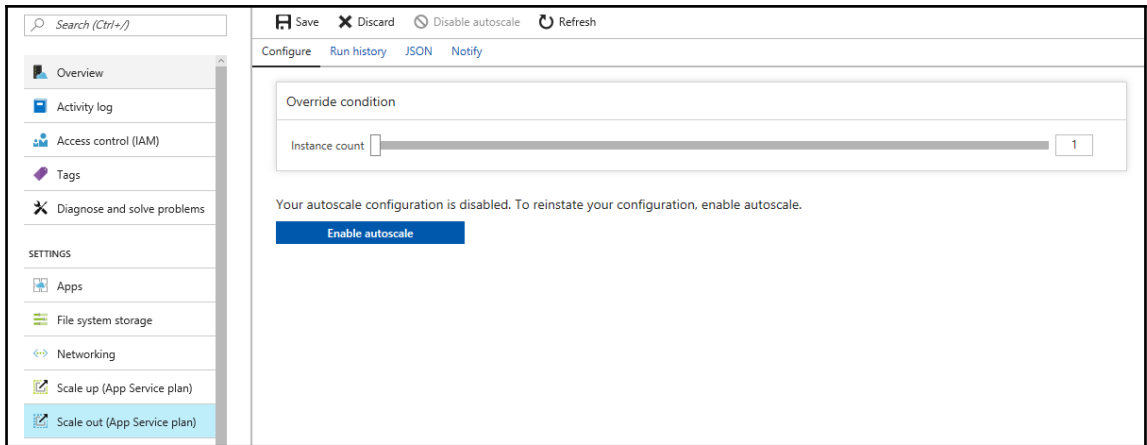 Search (Ctrl+/)
Overview
Activity log
Access control (IAM)
Tags
Diagnose and solve problems
SETTINGS
Apps
File system storage
Networking
Scale up (App Service plan)
Scale out (App Service plan)
Save Discard Disable autoscale Refresh
Configure Run history JSON Notify
Override condition
Instance count 1
Your autoscale configuration is disabled. To reinstate your configuration, enable autoscale.
Enable autoscale